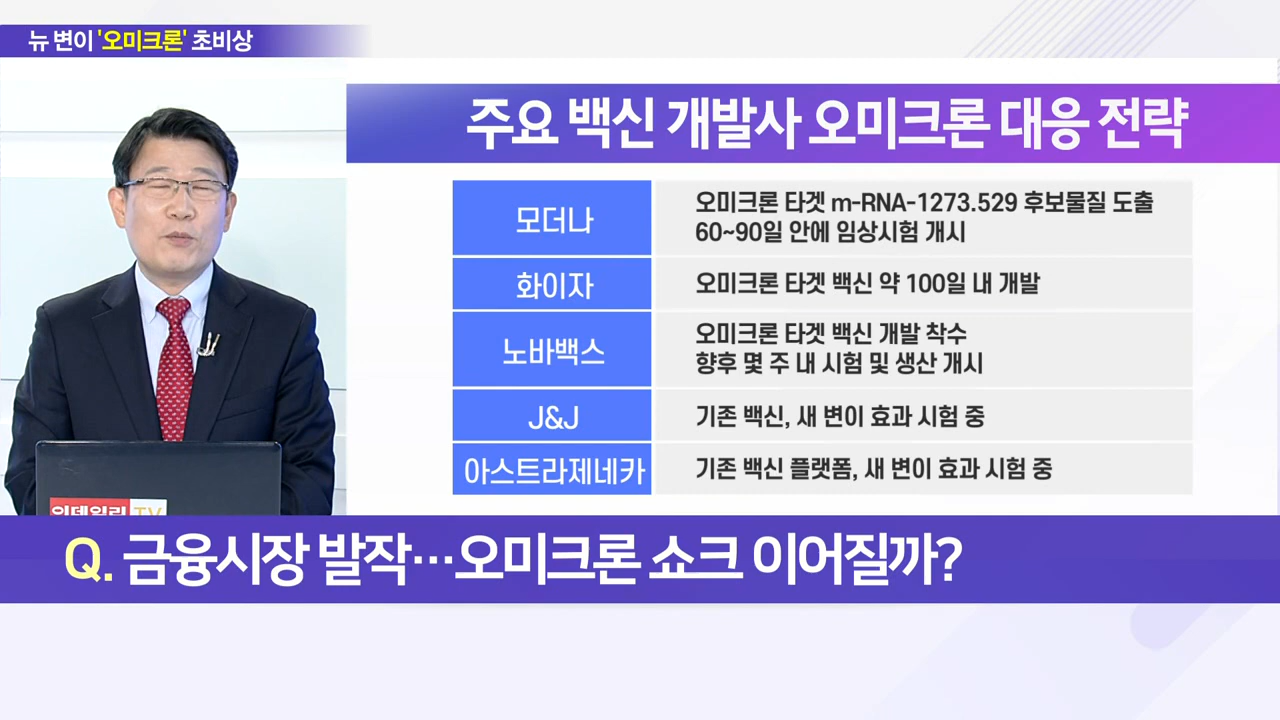 뉴 변이 '오미크론' 초비상
주요 백신 개발사 오미크론 대응 전략
모더나
오미크론 타겟 m-RNA-1273.529 후보물질 도출
60~90일 안에 임상시험 개시
화이자
오미크론 타겟 백신 약 100일 내 개발
노바백스
오미크론 타겟 백신 개발 착수
향후 몇 주 내 시험 및 생산 개시
J&J
기존 백신, 새 변이 효과 시험 중
아스트라제네카
기존 백신 플랫폼, 새 변이 효과 시험 중
이데일리 TV
Q. 금융시장 발작…오미크론 쇼크 이어질까?